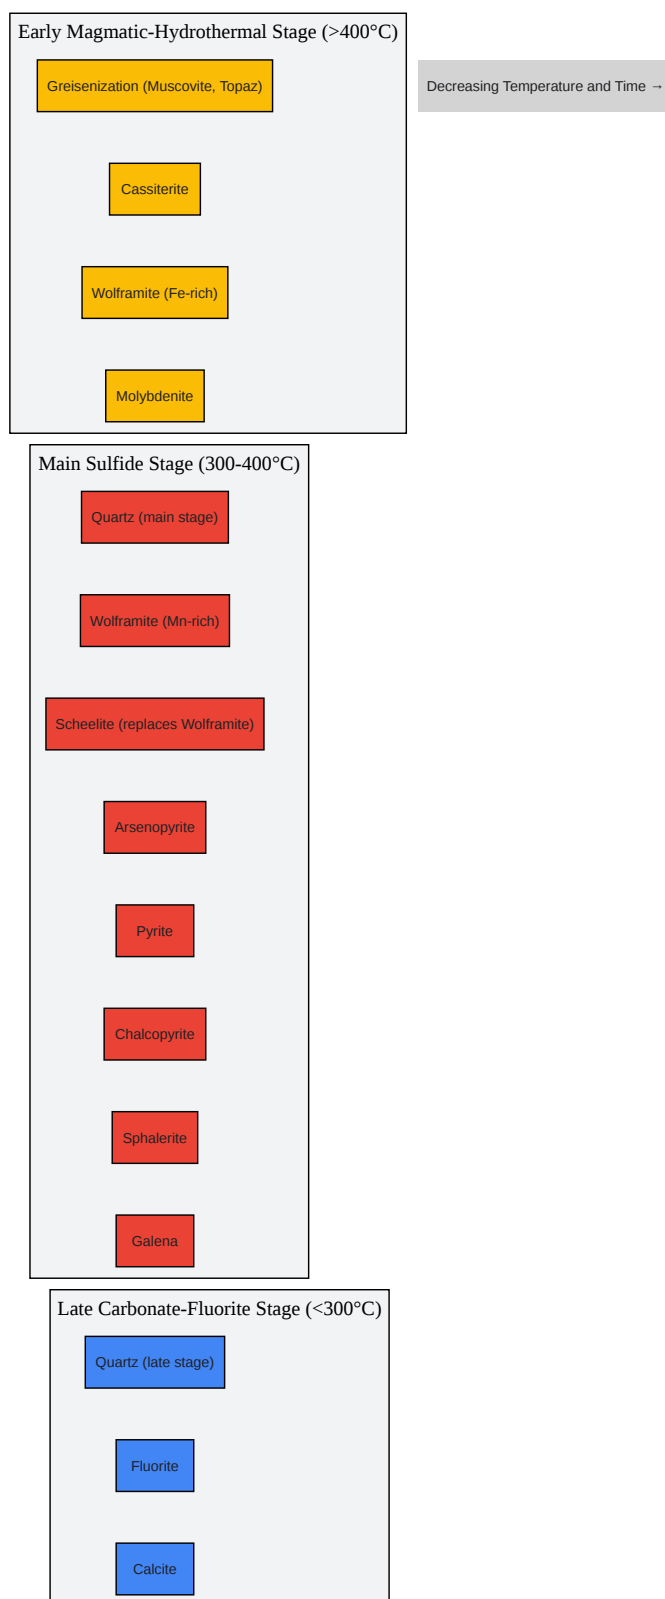 Early Magmatic-Hydrothermal Stage (>400°C)
Greisenization (Muscovite, Topaz)
Decreasing Temperature and Time →
Cassiterite
Wolframite (Fe-rich)
Molybdenite
Main Sulfide Stage (300-400°C)
Quartz (main stage)
Wolframite (Mn-rich)
Scheelite (replaces Wolframite)
Arsenopyrite
Pyrite
Chalcopyrite
Sphalerite
Galena
Late Carbonate-Fluorite Stage (<300°C)
Quartz (late stage)
Fluorite
Calcite